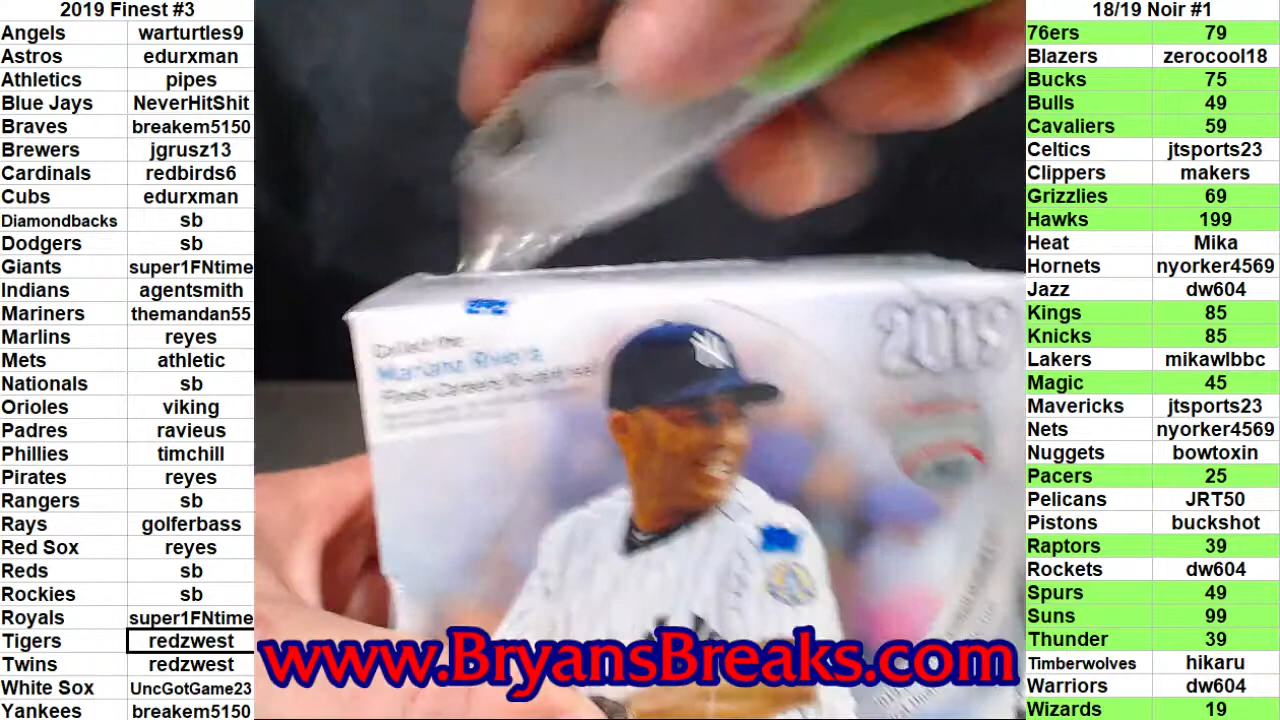 2019 Finest #3
Angels warturtles9
Astros edurxman
Athletics pipes
Blue Jays NeverHitShit
Braves breakem5150
Brewers jgrusz13
Cardinals redbirds6
Cubs edurxman
Diamondbacks sb
Dodgers sb
Giants super1FNtime
Indians agentsmith
Mariners themandan55
Marlins reyes
Mets athletic
Nationals sb
Orioles viking
Padres ravieus
Phillies timchill
Pirates reyes
Rangers sb
Rays golferbass
Red Sox reyes
Reds sb
Rockies sb
Royals super1FNtime
Tigers redzwest
Twins redzwest
White Sox UncGotGame23
Yankees breakem5150
Collect the
Mariano Rivera
Finest Careers
2019
www.BryansBreaks.com
18/19 Noir #1
76ers 79
Blazers zerocool18
Bucks 75
Bulls 49
Cavaliers 59
Celtics jtsports23
Clippers makers
Grizzlies 69
Hawks 199
Heat Mika
Hornets nyorker4569
Jazz dw604
Kings 85
Knicks 85
Lakers mikawlbbc
Magic 45
Mavericks jtsports23
Nets nyorker4569
Nuggets bowtoxin
Pacers 25
Pelicans JRT50
Pistons buckshot
Raptors 39
Rockets dw604
Spurs 49
Suns 99
Thunder 39
Timberwolves hikaru
Warriors dw604
Wizards 19